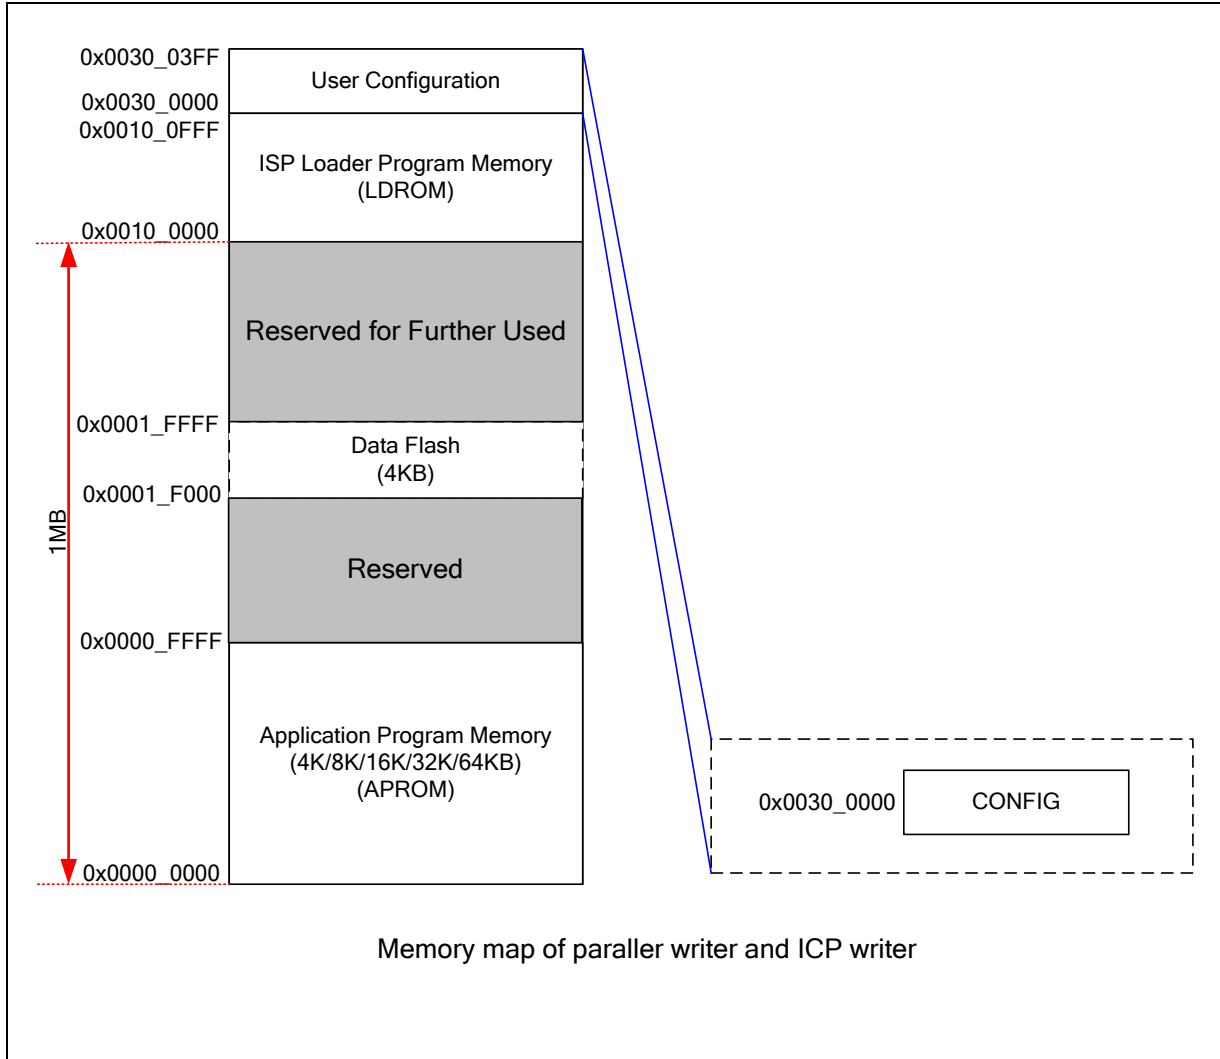 0x0030_03FF
User Configuration
0x0030_0000
0x0010_0FFF
ISP Loader Program Memory
(LDROM)
0x0010_0000
Reserved for Further Used
0x0001_FFFF
Data Flash
(4KB)
0x0001_F000
1MB
Reserved
0x0000_FFFF
Application Program Memory
(4K/8K/16K/32K/64KB)
(APROM)
0x0000_0000
0x0030_0000
CONFIG
Memory map of paraller writer and ICP writer